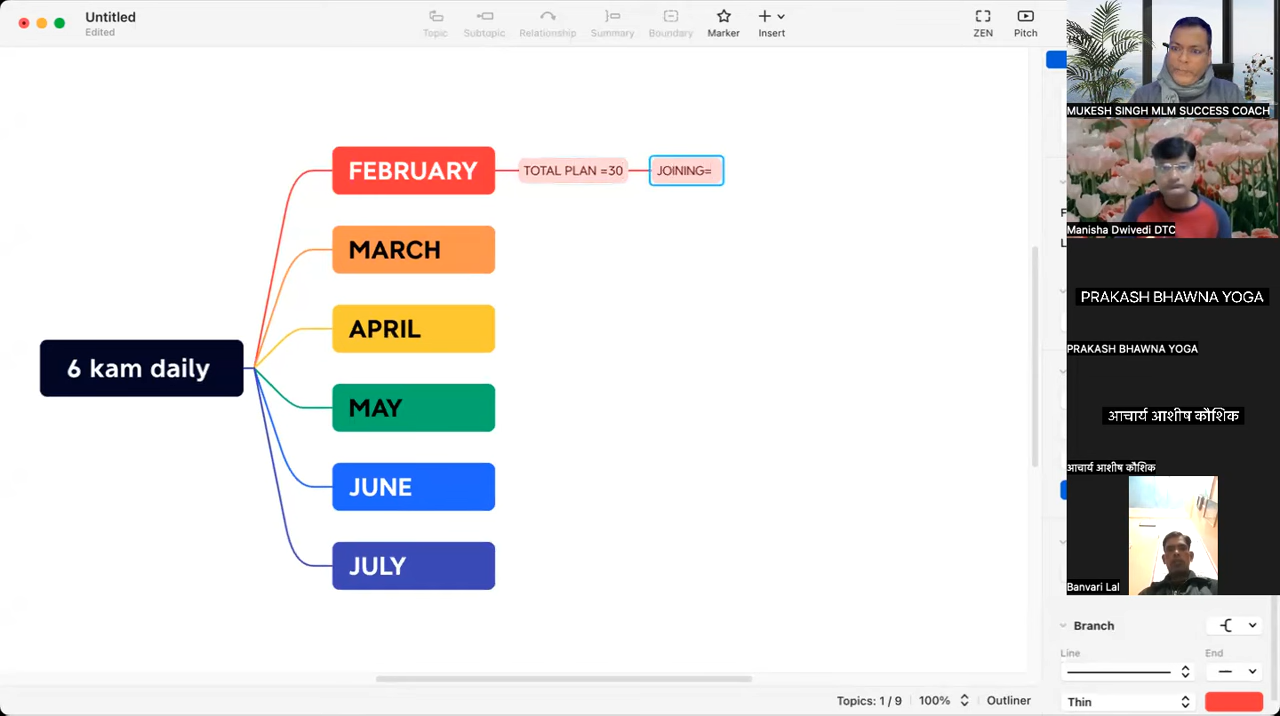 Untitled
Edited
Topic
Subtopic
Relationship
Summary
Boundary
Marker
Insert
ZEN
Pitch
MUKESH SINGH MLM SUCCESS COACH
FEBRUARY
TOTAL PLAN =30
JOINING=
Manisha Dwivedi DTC
MARCH
PRAKASH BHAWNA YOGA
APRIL
PRAKASH BHAWNA YOGA
6 kam daily
MAY
आचार्य आशीष कौशिक
आचार्य आशीष कौशिक
JUNE
JULY
Banvari Lal
Branch
Line
End
Thin
Topics: 1 / 9
100%
Outliner